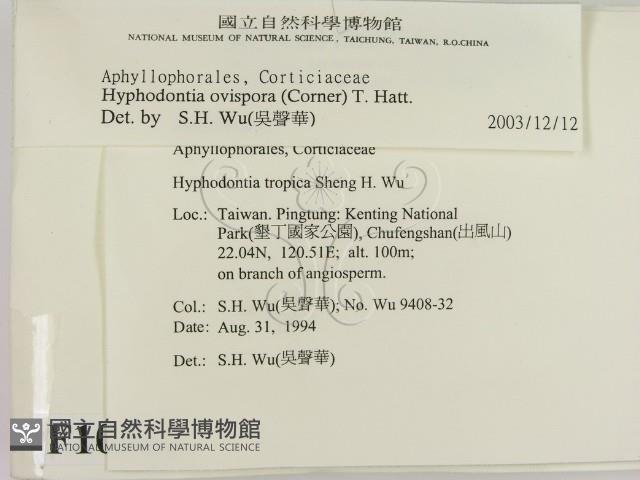 國立自然科學博物館
NATIONAL MUSEUM OF NATURAL SCIENCE, TAICHUNG, TAIWAN, R.O.CHINA
Aphyllophorales, Corticiaceae
Hyphodontia ovispora (Corner) T. Hatt.
Det. by S.H. Wu(吳聲華)
2003/12/12
Aphyllophorales, Corticiaceae
Hyphodontia tropica Sheng H. Wu
Loc.: Taiwan. Pingtung: Kenting National
Park(墾丁國家公園), Chufengshan(出風山)
22.04N, 120.51E; alt. 100m;
on branch of angiosperm.
Col.: S.H. Wu(吳聲華); No. Wu 9408-32
Date: Aug. 31, 1994
Det.: S.H. Wu(吳聲華)
國立自然科學博物館
NATIONAL MUSEUM OF NATURAL SCIENCE